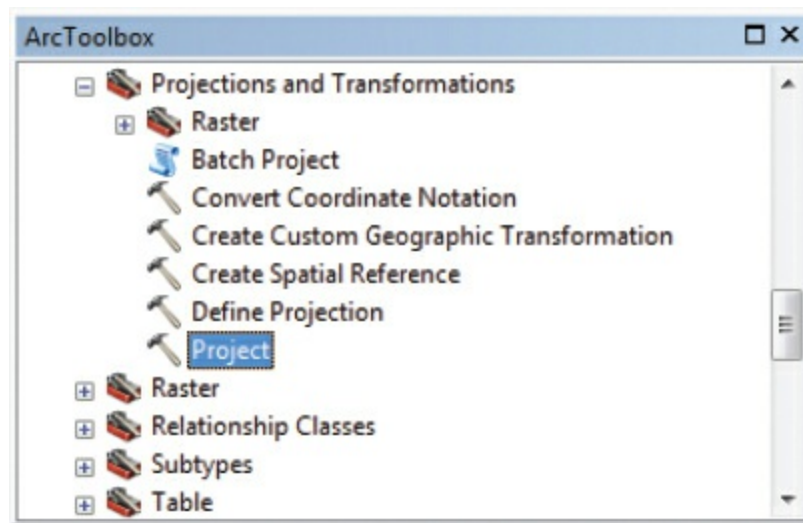 ArcToolbox
Projections and Transformations
Raster
Batch Project
Convert Coordinate Notation
Create Custom Geographic Transformation
Create Spatial Reference
Define Projection
Project
Raster
Relationship Classes
Subtypes
Table